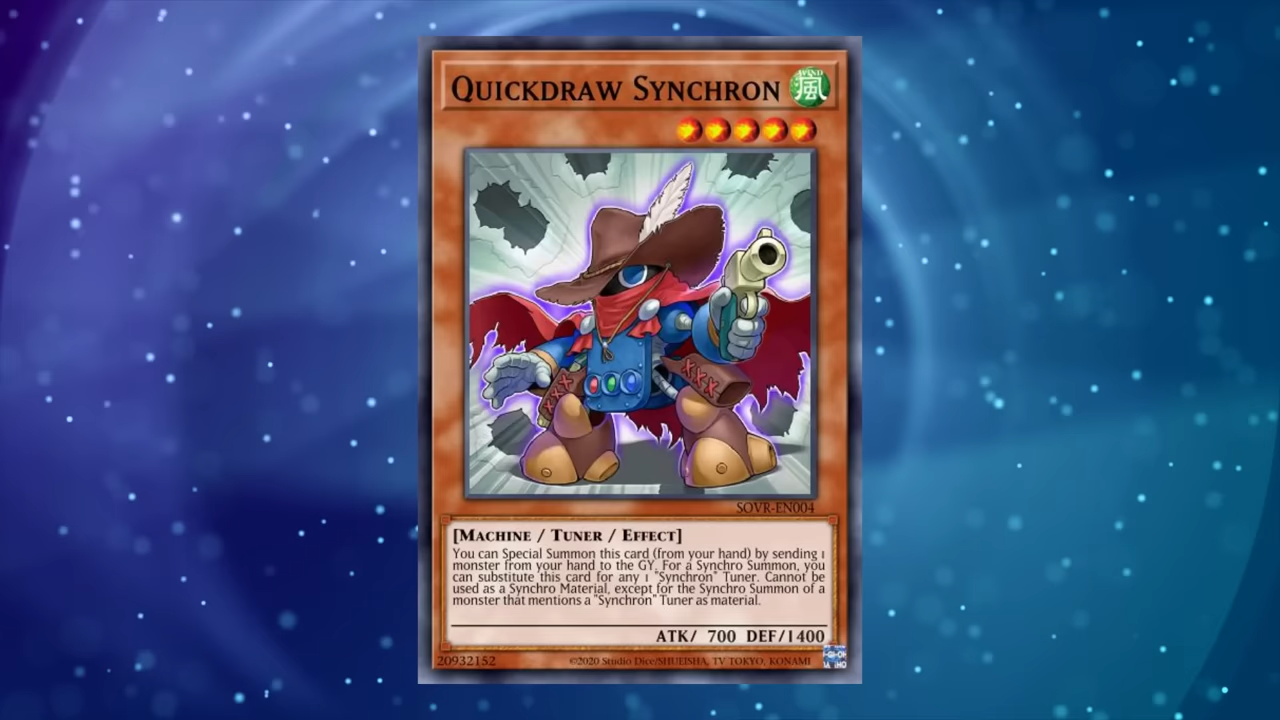 QUICKDRAW SYNCHRON
WIND
風
SOVR-EN004
[MACHINE / TUNER / EFFECT]
You can Special Summon this card (from your hand) by sending 1
monster from your hand to the GY. For a Synchro Summon, you
can substitute this card for any 1 "Synchron" Tuner. Cannot be
used as a Synchro Material, except for the Synchro Summon of a
monster that mentions a "Synchron" Tuner as material.
ATK/ 700 DEF/1400
20932152 ©2020 Studio Dice/SHUEISHA, TV TOKYO, KONAMI